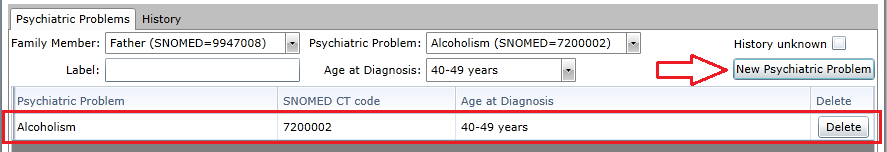 Psychiatric Problems History
Family Member: Father (SNOMED=9947008) Psychiatric Problem: Alcoholism (SNOMED=7200002) History unknown
Label: Age at Diagnosis: 40-49 years New Psychiatric Problem
Psychiatric Problem SNOMED CT code Age at Diagnosis Delete
Alcoholism 7200002 40-49 years Delete